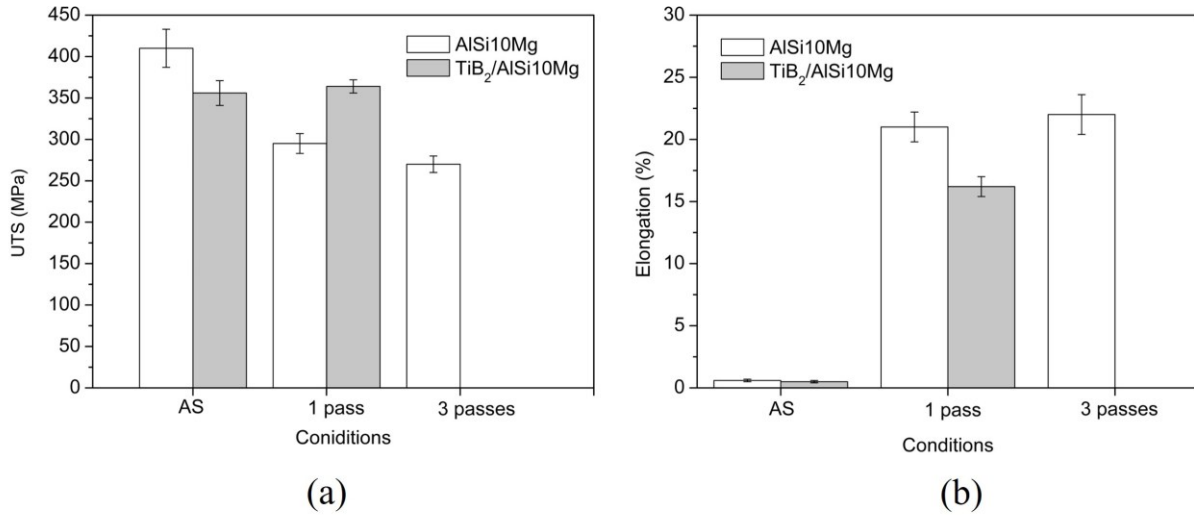 450
400
350
300
250
200
150
100
50
0
UTS (MPa)
AlSi10Mg
TiB₂/AlSi10Mg
AS
1 pass
3 passes
Coniditions
(a)
30
25
20
15
10
5
0
Elongation (%)
AlSi10Mg
TiB₂/AlSi10Mg
AS
1 pass
3 passes
Conditions
(b)